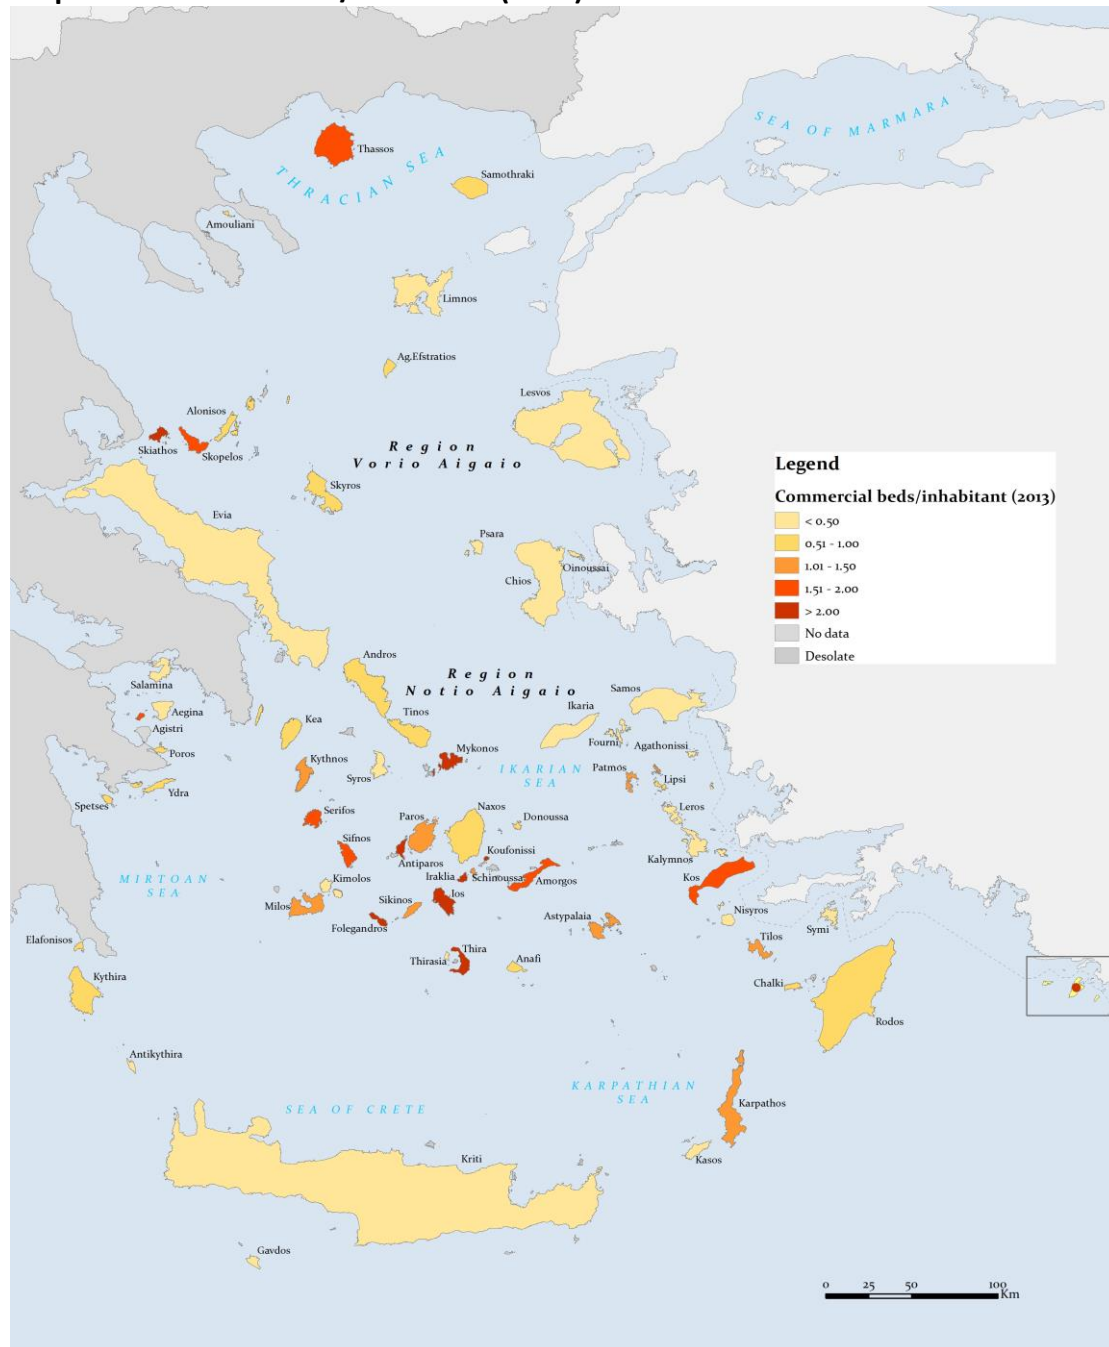 Thassos
THRACIAN SEA
SEA OF MARMARA
Samothraki
Amouliani
Limnos
Ag.Efstratios
Lesvos
Alonisos
Skiathos
Skopelos
Region
Vorio Aigaio
Legend
Commercial beds/inhabitant (2013)
< 0.50
0.51 - 1.00
1.01 - 1.50
1.51 - 2.00
> 2.00
No data
Desolate
Skyros
Evia
Psara
Oinoussai
Chios
Andros
Region
Notio Aigaio
Salamina
Samos
Aegina
Ikaria
Agistri
Kea
Tinos
Fourni
Agathonissi
Poros
Mykonos
Kythnos
IKARIAN
SEA
Patmos
Syros
Lipsi
Ydra
Spetses
Leros
Serifos
Paros
Naxos
Donoussa
Sifnos
Koufonissi
Antiparos
Kalymnos
MIRTOAN
SEA
Kimolos
Iraklia
Schinoussa
Amorgos
Kos
Sikinos
Ios
Milos
Folegandros
Astypalaia
Nisyros
Symi
Elafonisos
Tilos
Thira
Thirasia
Anafi
Kythira
Chalki
Rodos
Antikythira
KARPATHIAN
SEA
SEA OF CRETE
Karpathos
Kriti
Kasos
Gavdos
0 25 50 100
Km